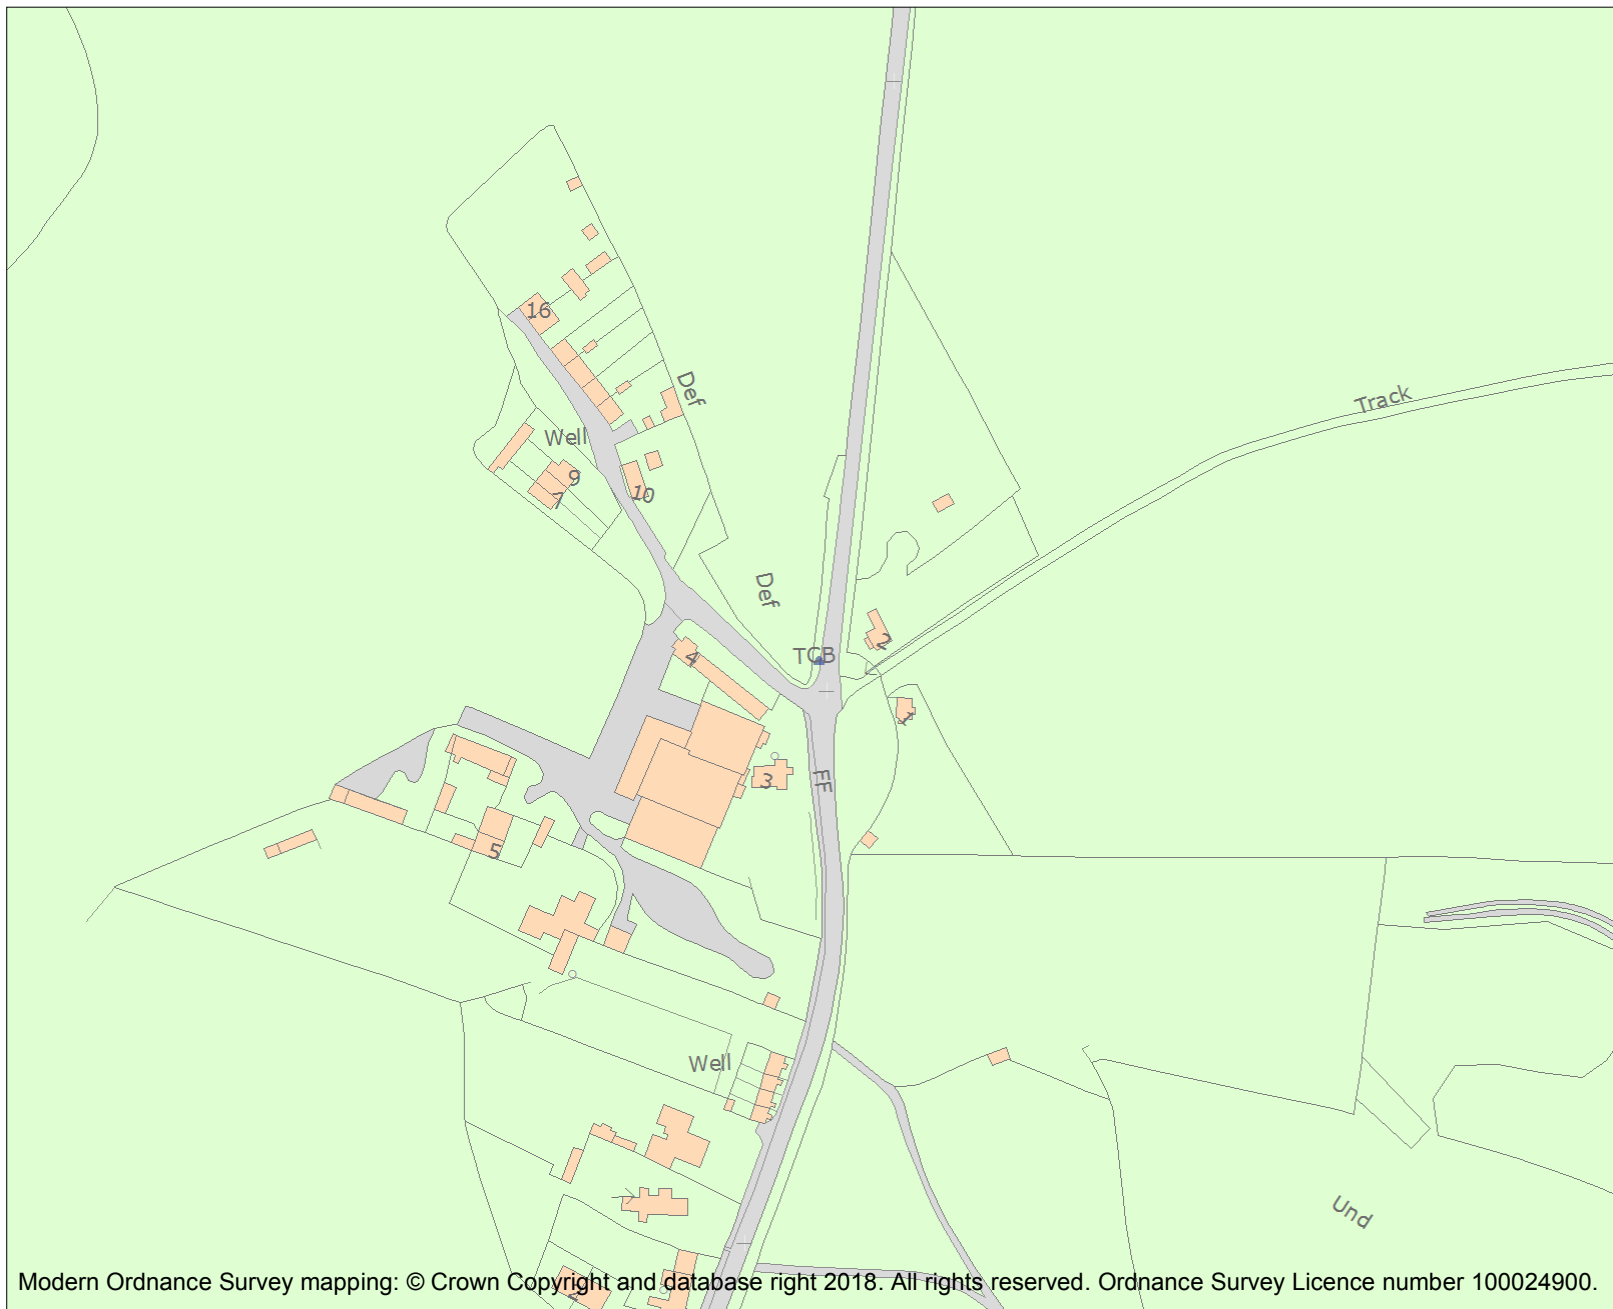 16
Def
Track
Well
9
10
7
Def
2
TCB
4
1
FF
3
5
Well
Und
2
Modern Ordnance Survey mapping: © Crown Copyright and database right 2018. All rights reserved. Ordnance Survey Licence number 100024900.